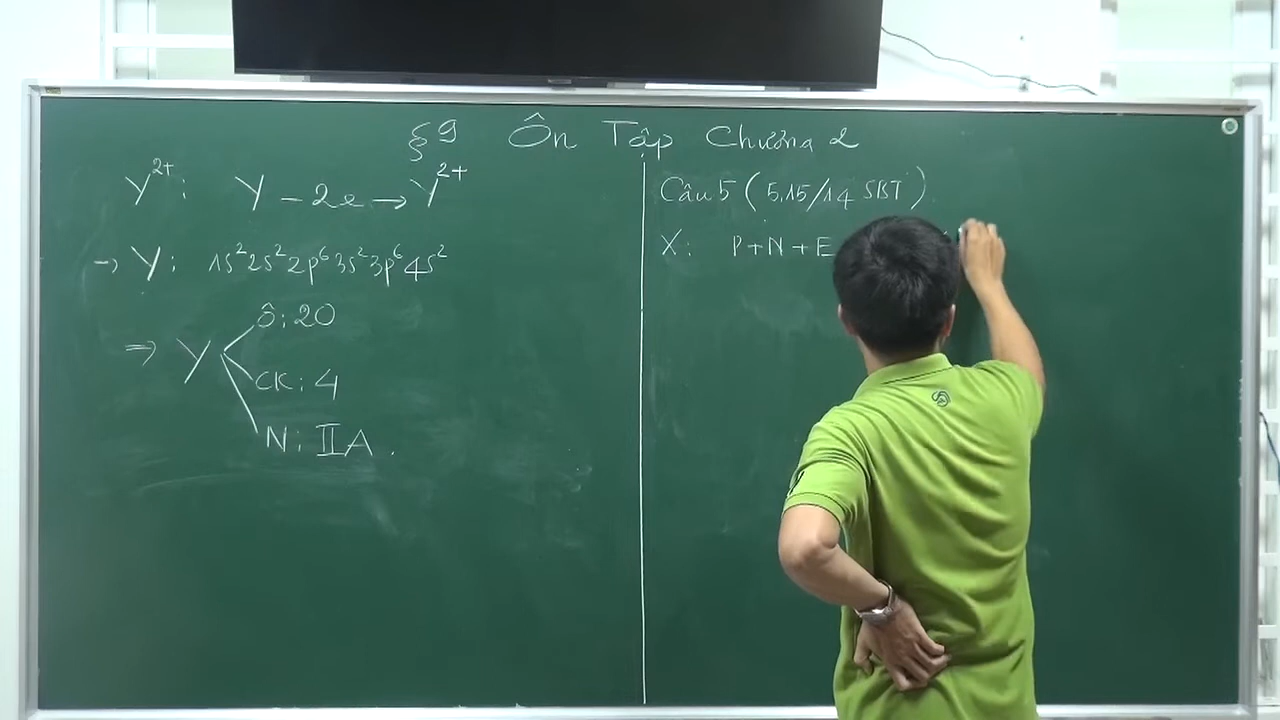 §9 Ôn Tập Chương 2
Y²⁺: Y – 2e → Y²⁺
→ Y: 1s²2s²2p⁶3s²3p⁶4s²
⇒ Y
Ô: 20
CK: 4
N: IIA.
Câu 5 (5.15/14 SBT)
X: P+N+E